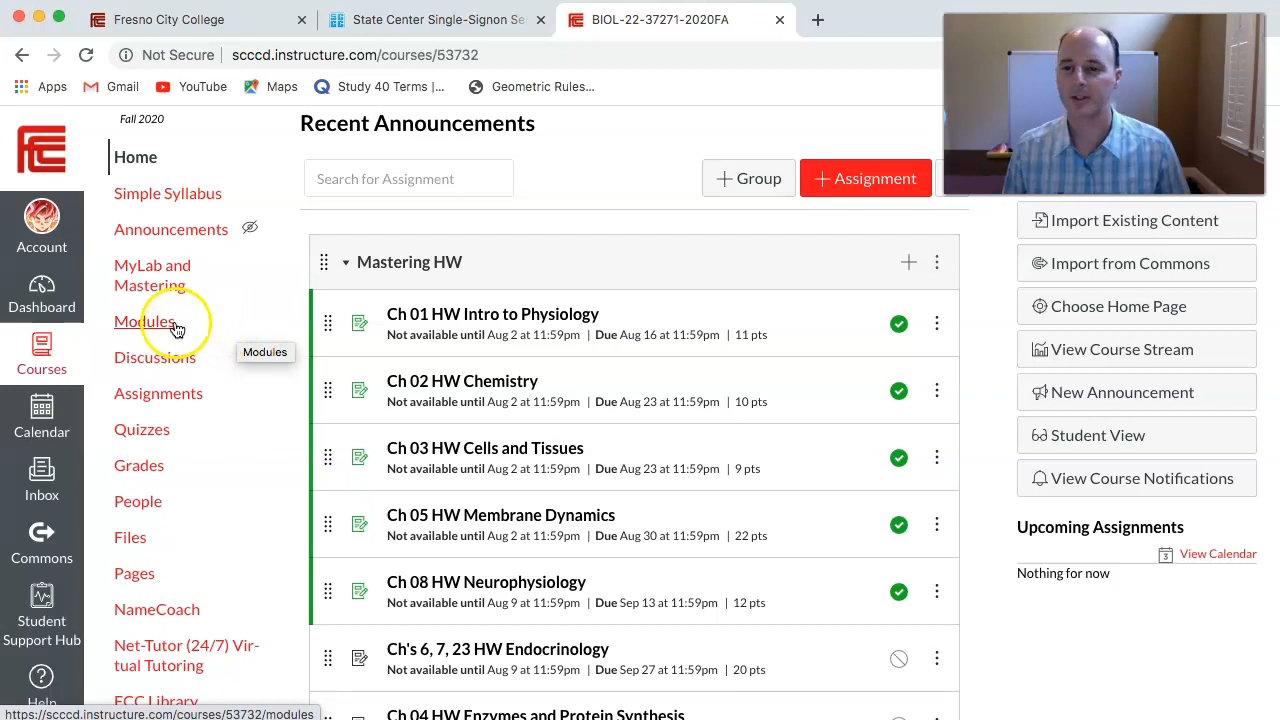 Fresno City College
State Center Single-Signon Se
BIOL-22-37271-2020FA
Not Secure | scccd.instructure.com/courses/53732
Apps
Gmail
YouTube
Maps
Study 40 Terms |...
Geometric Rules...
Fall 2020
Home
Simple Syllabus
Announcements
MyLab and
Mastering
Modules
Modules
Discussions
Assignments
Quizzes
Grades
People
Files
Pages
NameCoach
Net-Tutor (24/7) Vir-
tual Tutoring
FCC Library
https://scccd.instructure.com/courses/53732/modules
FCC
Account
Dashboard
Courses
Calendar
Inbox
Commons
Student
Support Hub
Help
Recent Announcements
Search for Assignment
+ Group
+ Assignment
Mastering HW
Ch 01 HW Intro to Physiology
Not available until Aug 2 at 11:59pm | Due Aug 16 at 11:59pm | 11 pts
Ch 02 HW Chemistry
Not available until Aug 2 at 11:59pm | Due Aug 23 at 11:59pm | 10 pts
Ch 03 HW Cells and Tissues
Not available until Aug 2 at 11:59pm | Due Aug 23 at 11:59pm | 9 pts
Ch 05 HW Membrane Dynamics
Not available until Aug 2 at 11:59pm | Due Aug 30 at 11:59pm | 22 pts
Ch 08 HW Neurophysiology
Not available until Aug 9 at 11:59pm | Due Sep 13 at 11:59pm | 12 pts
Ch's 6, 7, 23 HW Endocrinology
Not available until Aug 9 at 11:59pm | Due Sep 27 at 11:59pm | 20 pts
Ch 04 HW Enzymes and Protein Synthesis
Import Existing Content
Import from Commons
Choose Home Page
View Course Stream
New Announcement
Student View
View Course Notifications
Upcoming Assignments
3 View Calendar
Nothing for now